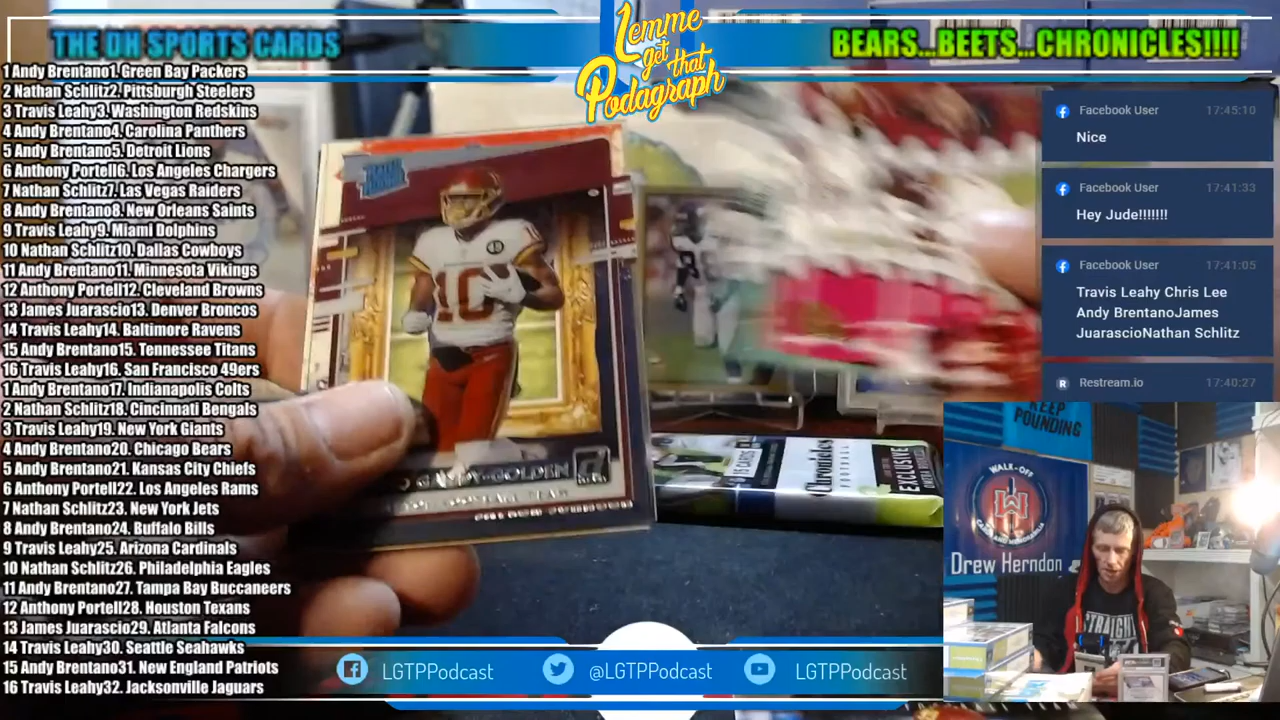 THE DH SPORTS CARDS
Lemme
get
that
Podagraph
BEARS...BEETS...CHRONICLES!!!!
1 Andy Brentano1. Green Bay Packers
2 Nathan Schlitz2. Pittsburgh Steelers
3 Travis Leahy3. Washington Redskins
4 Andy Brentano4. Carolina Panthers
5 Andy Brentano5. Detroit Lions
6 Anthony Portell6. Los Angeles Chargers
7 Nathan Schlitz7. Las Vegas Raiders
8 Andy Brentano8. New Orleans Saints
9 Travis Leahy9. Miami Dolphins
10 Nathan Schlitz10. Dallas Cowboys
11 Andy Brentano11. Minnesota Vikings
12 Anthony Portell12. Cleveland Browns
13 James Juarascio13. Denver Broncos
14 Travis Leahy14. Baltimore Ravens
15 Andy Brentano15. Tennessee Titans
16 Travis Leahy16. San Francisco 49ers
1 Andy Brentano17. Indianapolis Colts
2 Nathan Schlitz18. Cincinnati Bengals
3 Travis Leahy19. New York Giants
4 Andy Brentano20. Chicago Bears
5 Andy Brentano21. Kansas City Chiefs
6 Anthony Portell22. Los Angeles Rams
7 Nathan Schlitz23. New York Jets
8 Andy Brentano24. Buffalo Bills
9 Travis Leahy25. Arizona Cardinals
10 Nathan Schlitz26. Philadelphia Eagles
11 Andy Brentano27. Tampa Bay Buccaneers
12 Anthony Portell28. Houston Texans
13 James Juarascio29. Atlanta Falcons
14 Travis Leahy30. Seattle Seahawks
15 Andy Brentano31. New England Patriots
16 Travis Leahy32. Jacksonville Jaguars
RATED
10
GANDY-GOLDEN
Chronicles
FOOTBALL
EXCLUSIVE
15 CARDS
Facebook User 17:45:10
Nice
Facebook User 17:41:33
Hey Jude!!!!!!!
Facebook User 17:41:05
Travis Leahy Chris Lee
Andy BrentanoJames
JuarascioNathan Schlitz
Restream.io 17:40:27
KEEP
POUNDING
WALK-OFF
Drew Herndon
STRAIGHT
LGTPPodcast
@LGTPPodcast
LGTPPodcast